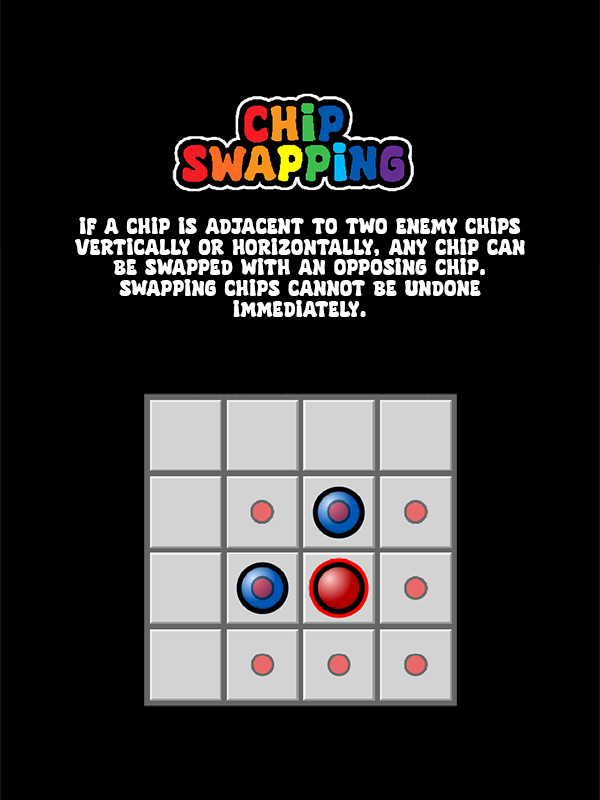 CHiP
SWAPPiNG
iF A CHiP iS ADJACENT TO TWO ENEMY CHiPS
VERTiCALLY OR HORiZONTALLY, ANY CHiP CAN
BE SWAPPED WiTH AN OPPOSiNG CHiP.
SWAPPiNG CHiPS CANNOT BE UNDONE
iMMEDiATELY.